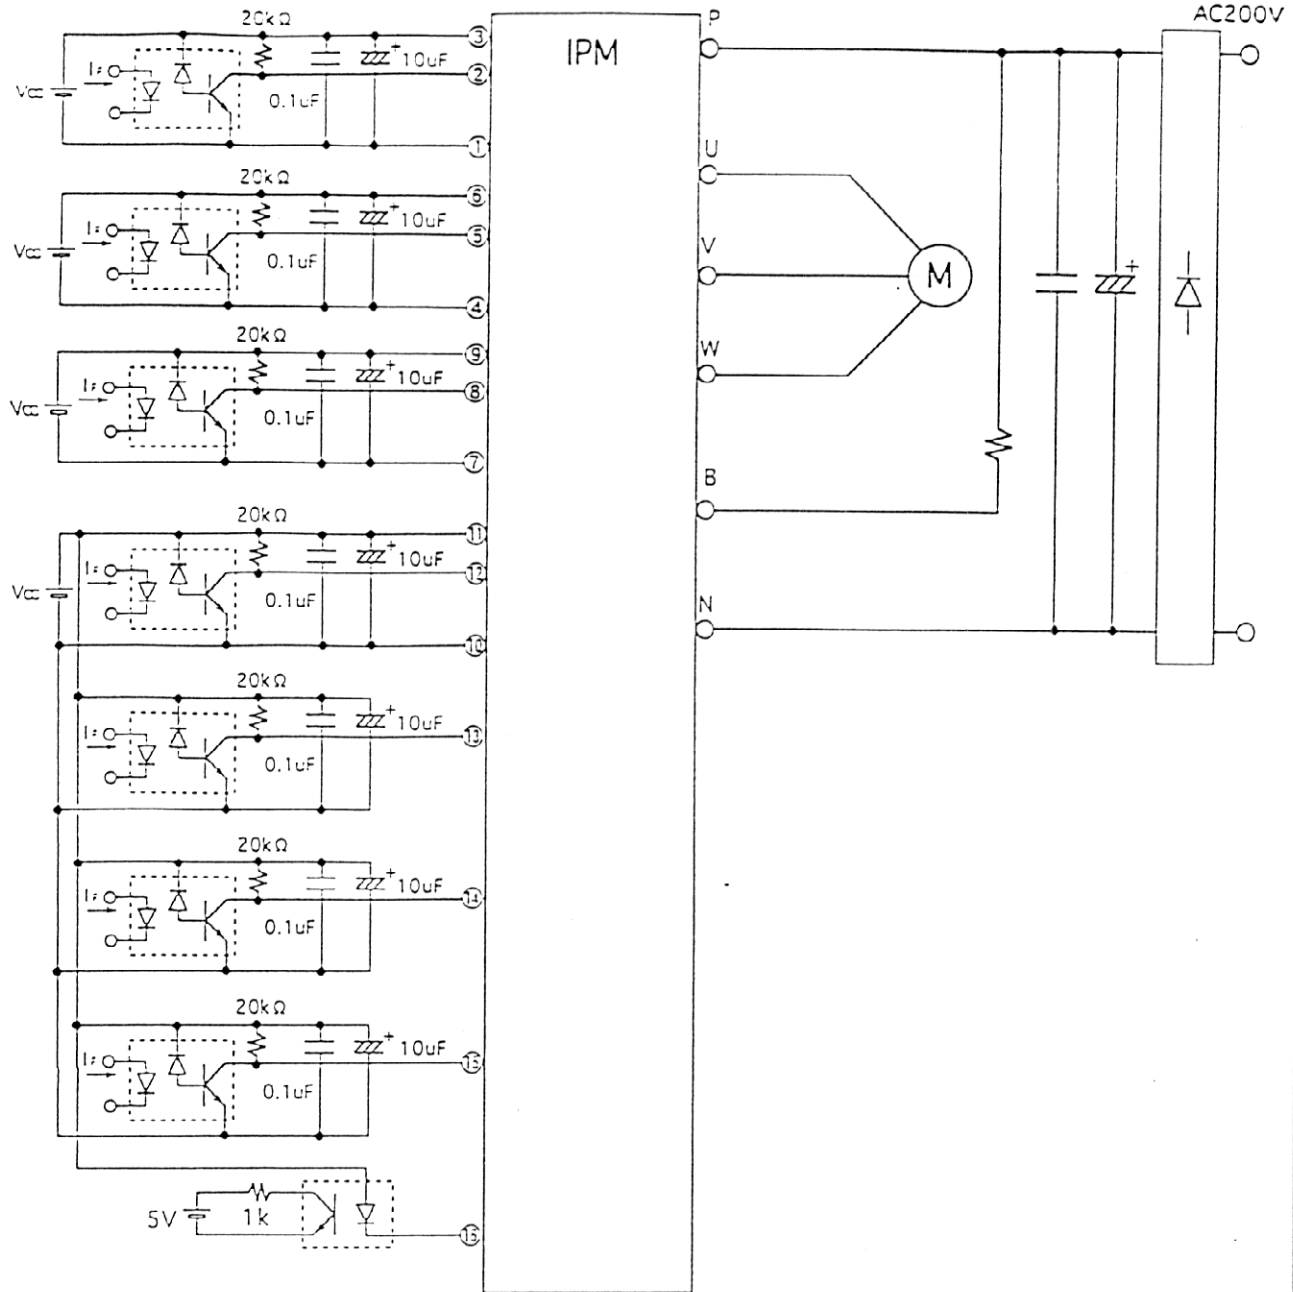 20kΩ
IPM
P
AC200V
③
+
10uF
IF
②
Vcc
0.1uF
①
U
20kΩ
⑥
+
10uF
IF
⑤
V
Vcc
0.1uF
M
+
④
20kΩ
⑨
W
+
10uF
IF
⑧
Vcc
0.1uF
⑦
B
20kΩ
⑪
+
10uF
IF
⑫
Vcc
0.1uF
N
⑩
20kΩ
+
10uF
IF
⑬
0.1uF
20kΩ
+
10uF
IF
⑭
0.1uF
20kΩ
+
10uF
IF
⑮
0.1uF
5V
1k
⑯